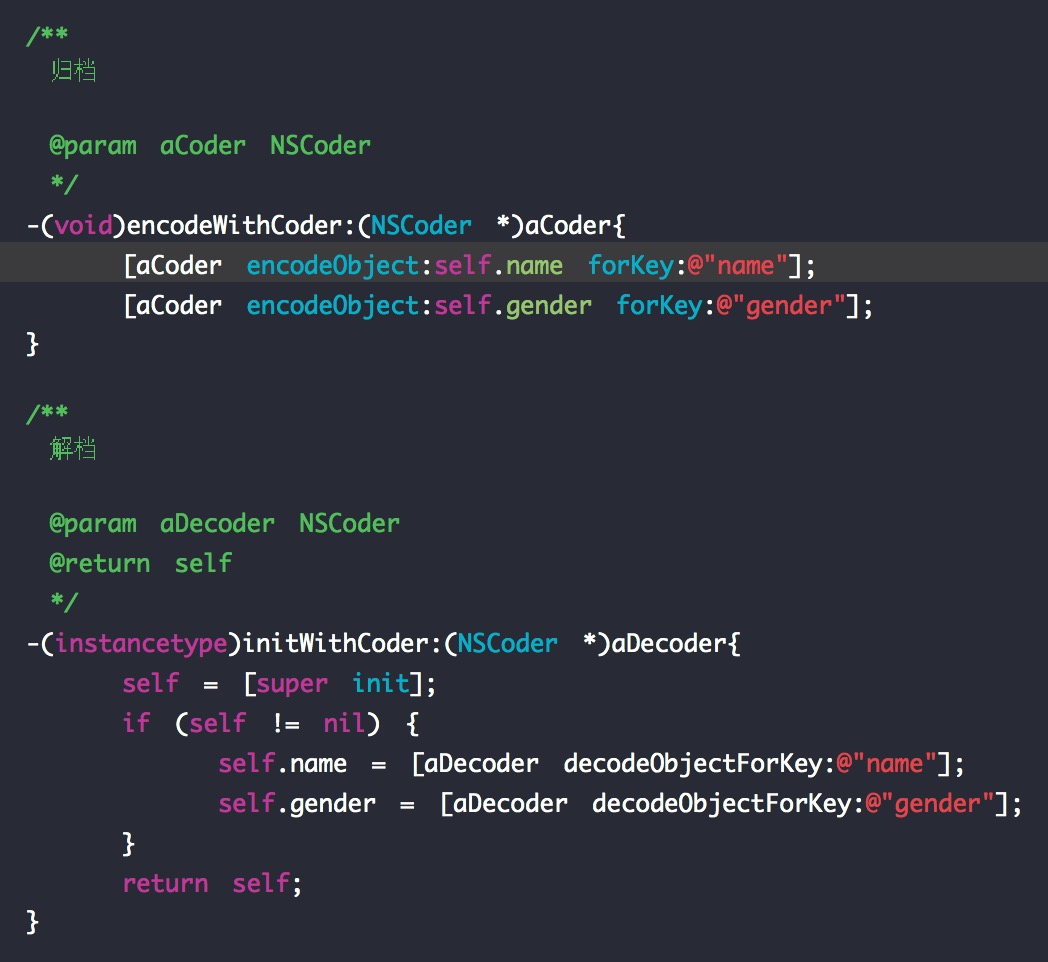 /**
归档
@param aCoder NSCoder
*/
-(void)encodeWithCoder:(NSCoder *)aCoder{
[aCoder encodeObject:self.name forKey:@"name"];
[aCoder encodeObject:self.gender forKey:@"gender"];
}
/**
解档
@param aDecoder NSCoder
@return self
*/
-(instancetype)initWithCoder:(NSCoder *)aDecoder{
self = [super init];
if (self != nil) {
self.name = [aDecoder decodeObjectForKey:@"name"];
self.gender = [aDecoder decodeObjectForKey:@"gender"];
}
return self;
}